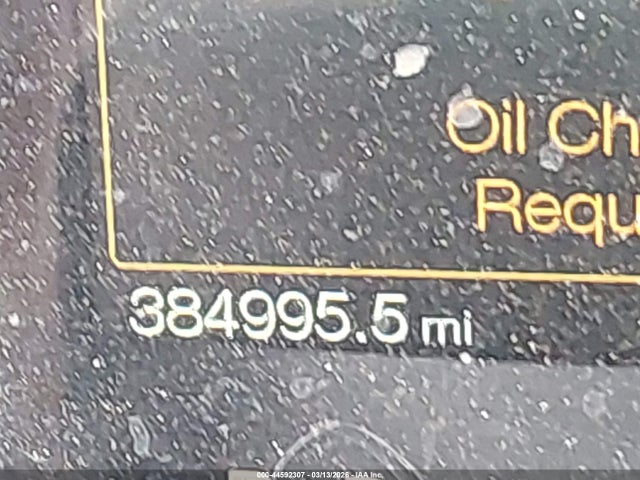 Oil Ch
Requ
384995.5 mi
000-44592307 - 03/13/2026 - IAA Inc.